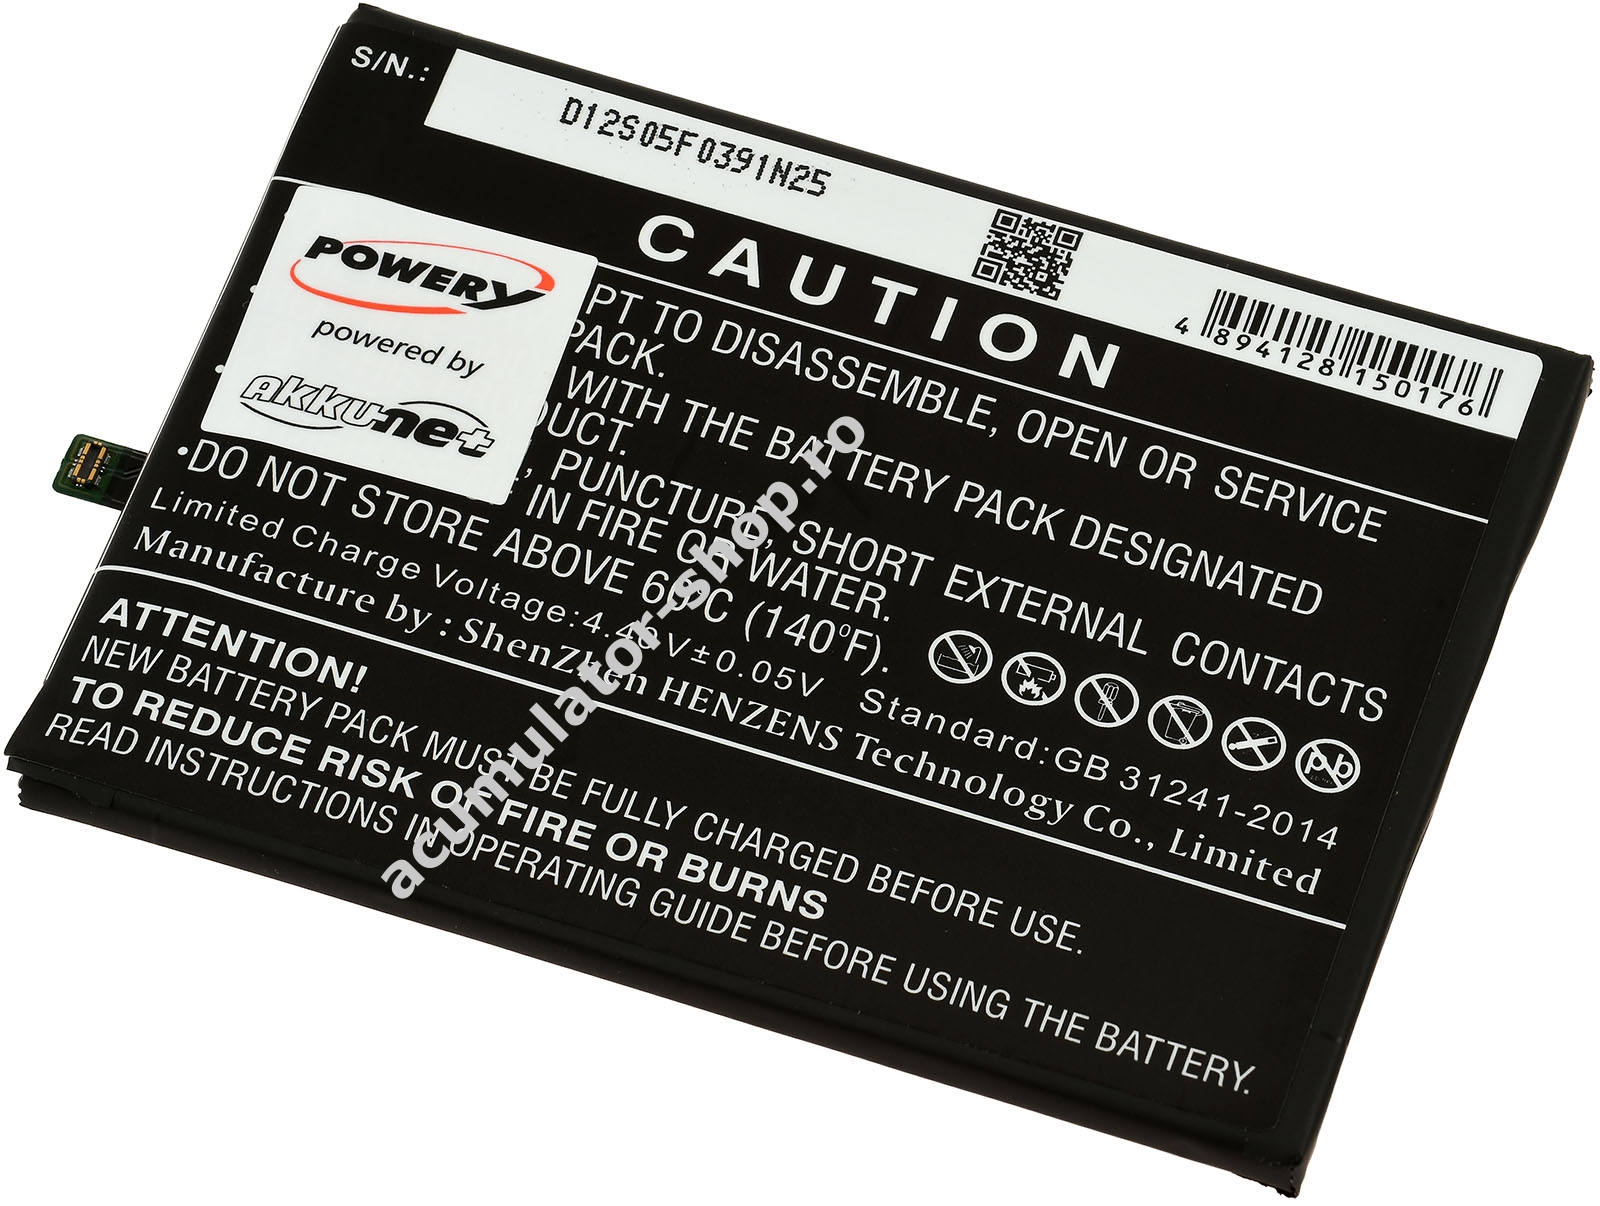 S/N.:
D12S05F0391N25
4 894128 150176
CAUTION
POWERY
powered by
akku-net
PT TO DISASSEMBLE, OPEN OR SERVICE
PACK.
WITH THE BATTERY PACK DESIGNATED
DUCT.
, PUNCTURE, SHORT EXTERNAL CONTACTS
IN FIRE OR WATER.
•DO NOT STORE ABOVE 60°C (140°F).
Limited Charge Voltage:4.45V±0.05V Standard:GB 31241-2014
Manufacture by : ShenZhen HENZENS Technology Co., Limited
ATTENTION!
NEW BATTERY PACK MUST BE FULLY CHARGED BEFORE USE.
TO REDUCE RISK OF FIRE OR BURNS
READ INSTRUCTIONS IN OPERATING GUIDE BEFORE USING THE BATTERY.
Pb
acumulator-shop.ro